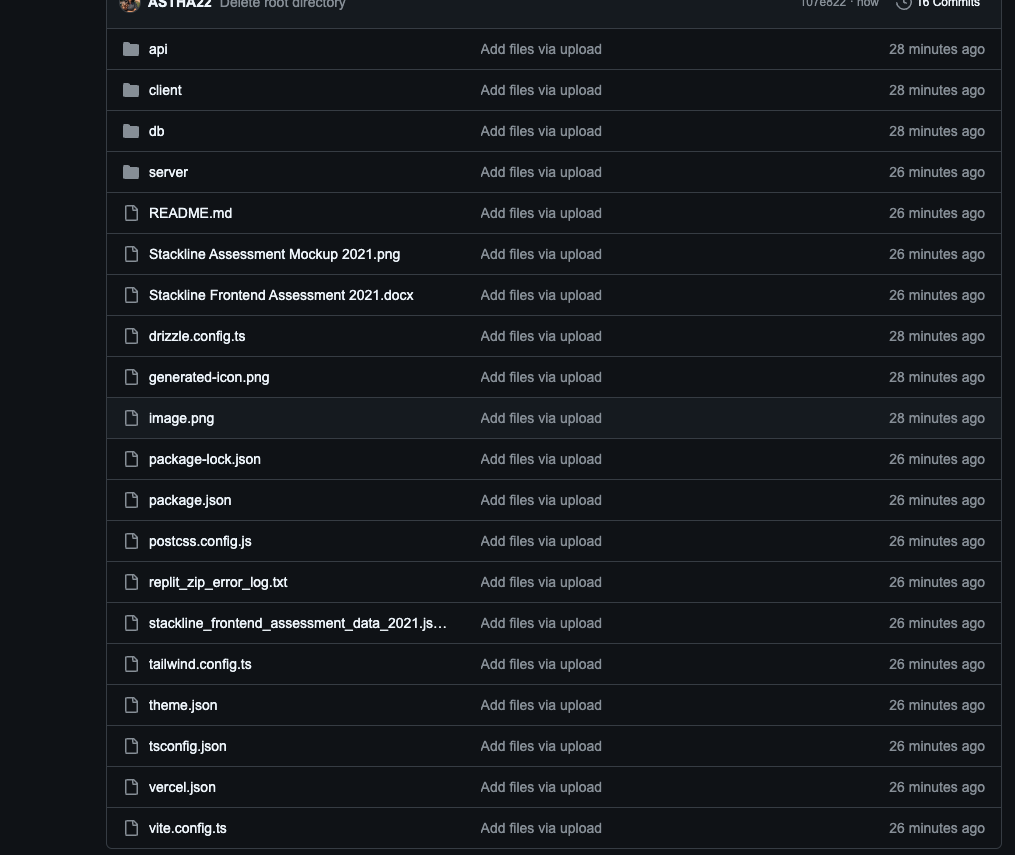 ASTHA22 Delete root directory 107e822 · now 16 Commits
api Add files via upload 28 minutes ago
client Add files via upload 28 minutes ago
db Add files via upload 28 minutes ago
server Add files via upload 26 minutes ago
README.md Add files via upload 26 minutes ago
Stackline Assessment Mockup 2021.png Add files via upload 26 minutes ago
Stackline Frontend Assessment 2021.docx Add files via upload 26 minutes ago
drizzle.config.ts Add files via upload 28 minutes ago
generated-icon.png Add files via upload 28 minutes ago
image.png Add files via upload 28 minutes ago
package-lock.json Add files via upload 26 minutes ago
package.json Add files via upload 26 minutes ago
postcss.config.js Add files via upload 26 minutes ago
replit_zip_error_log.txt Add files via upload 26 minutes ago
stackline_frontend_assessment_data_2021.js... Add files via upload 26 minutes ago
tailwind.config.ts Add files via upload 26 minutes ago
theme.json Add files via upload 26 minutes ago
tsconfig.json Add files via upload 26 minutes ago
vercel.json Add files via upload 26 minutes ago
vite.config.ts Add files via upload 26 minutes ago